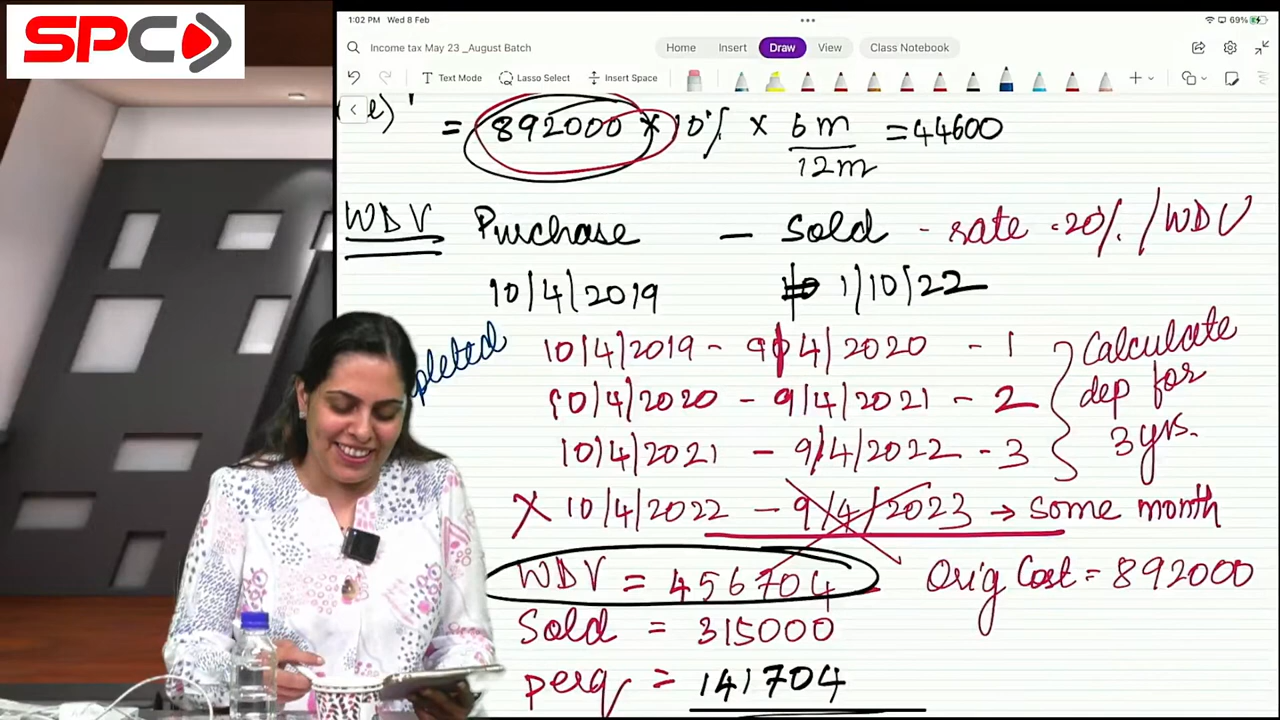 SPC
1:02 PM Wed 8 Feb
69%
Income tax May 23 _August Batch
Home Insert Draw View Class Notebook
Text Mode Lasso Select Insert Space
= 892000 * 10% × 6m/12m = 44600
WDV Purchase - Sold - rate - 20% / WDV
10/4/2019 1/10/22
10/4/2019 - 9/4/2020 - 1
10/4/2020 - 9/4/2021 - 2
10/4/2021 - 9/4/2022 - 3
Calculate
dep for
3 yrs.
× 10/4/2022 - 9/4/2023 → some month
WDV = 456704 Orig Cost = 892000
Sold = 315000
perq = 141704